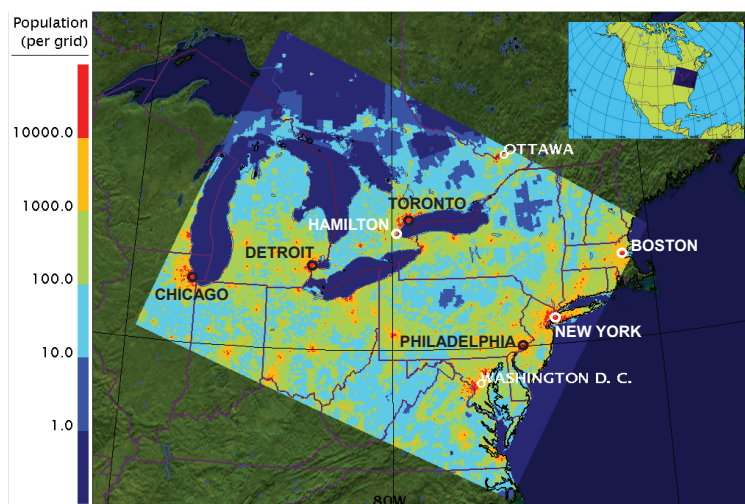 Population
(per grid)
10000.0
1000.0
100.0
10.0
1.0
OTTAWA
TORONTO
HAMILTON
DETROIT
BOSTON
CHICAGO
NEW YORK
PHILADELPHIA
WASHINGTON D. C.
80W